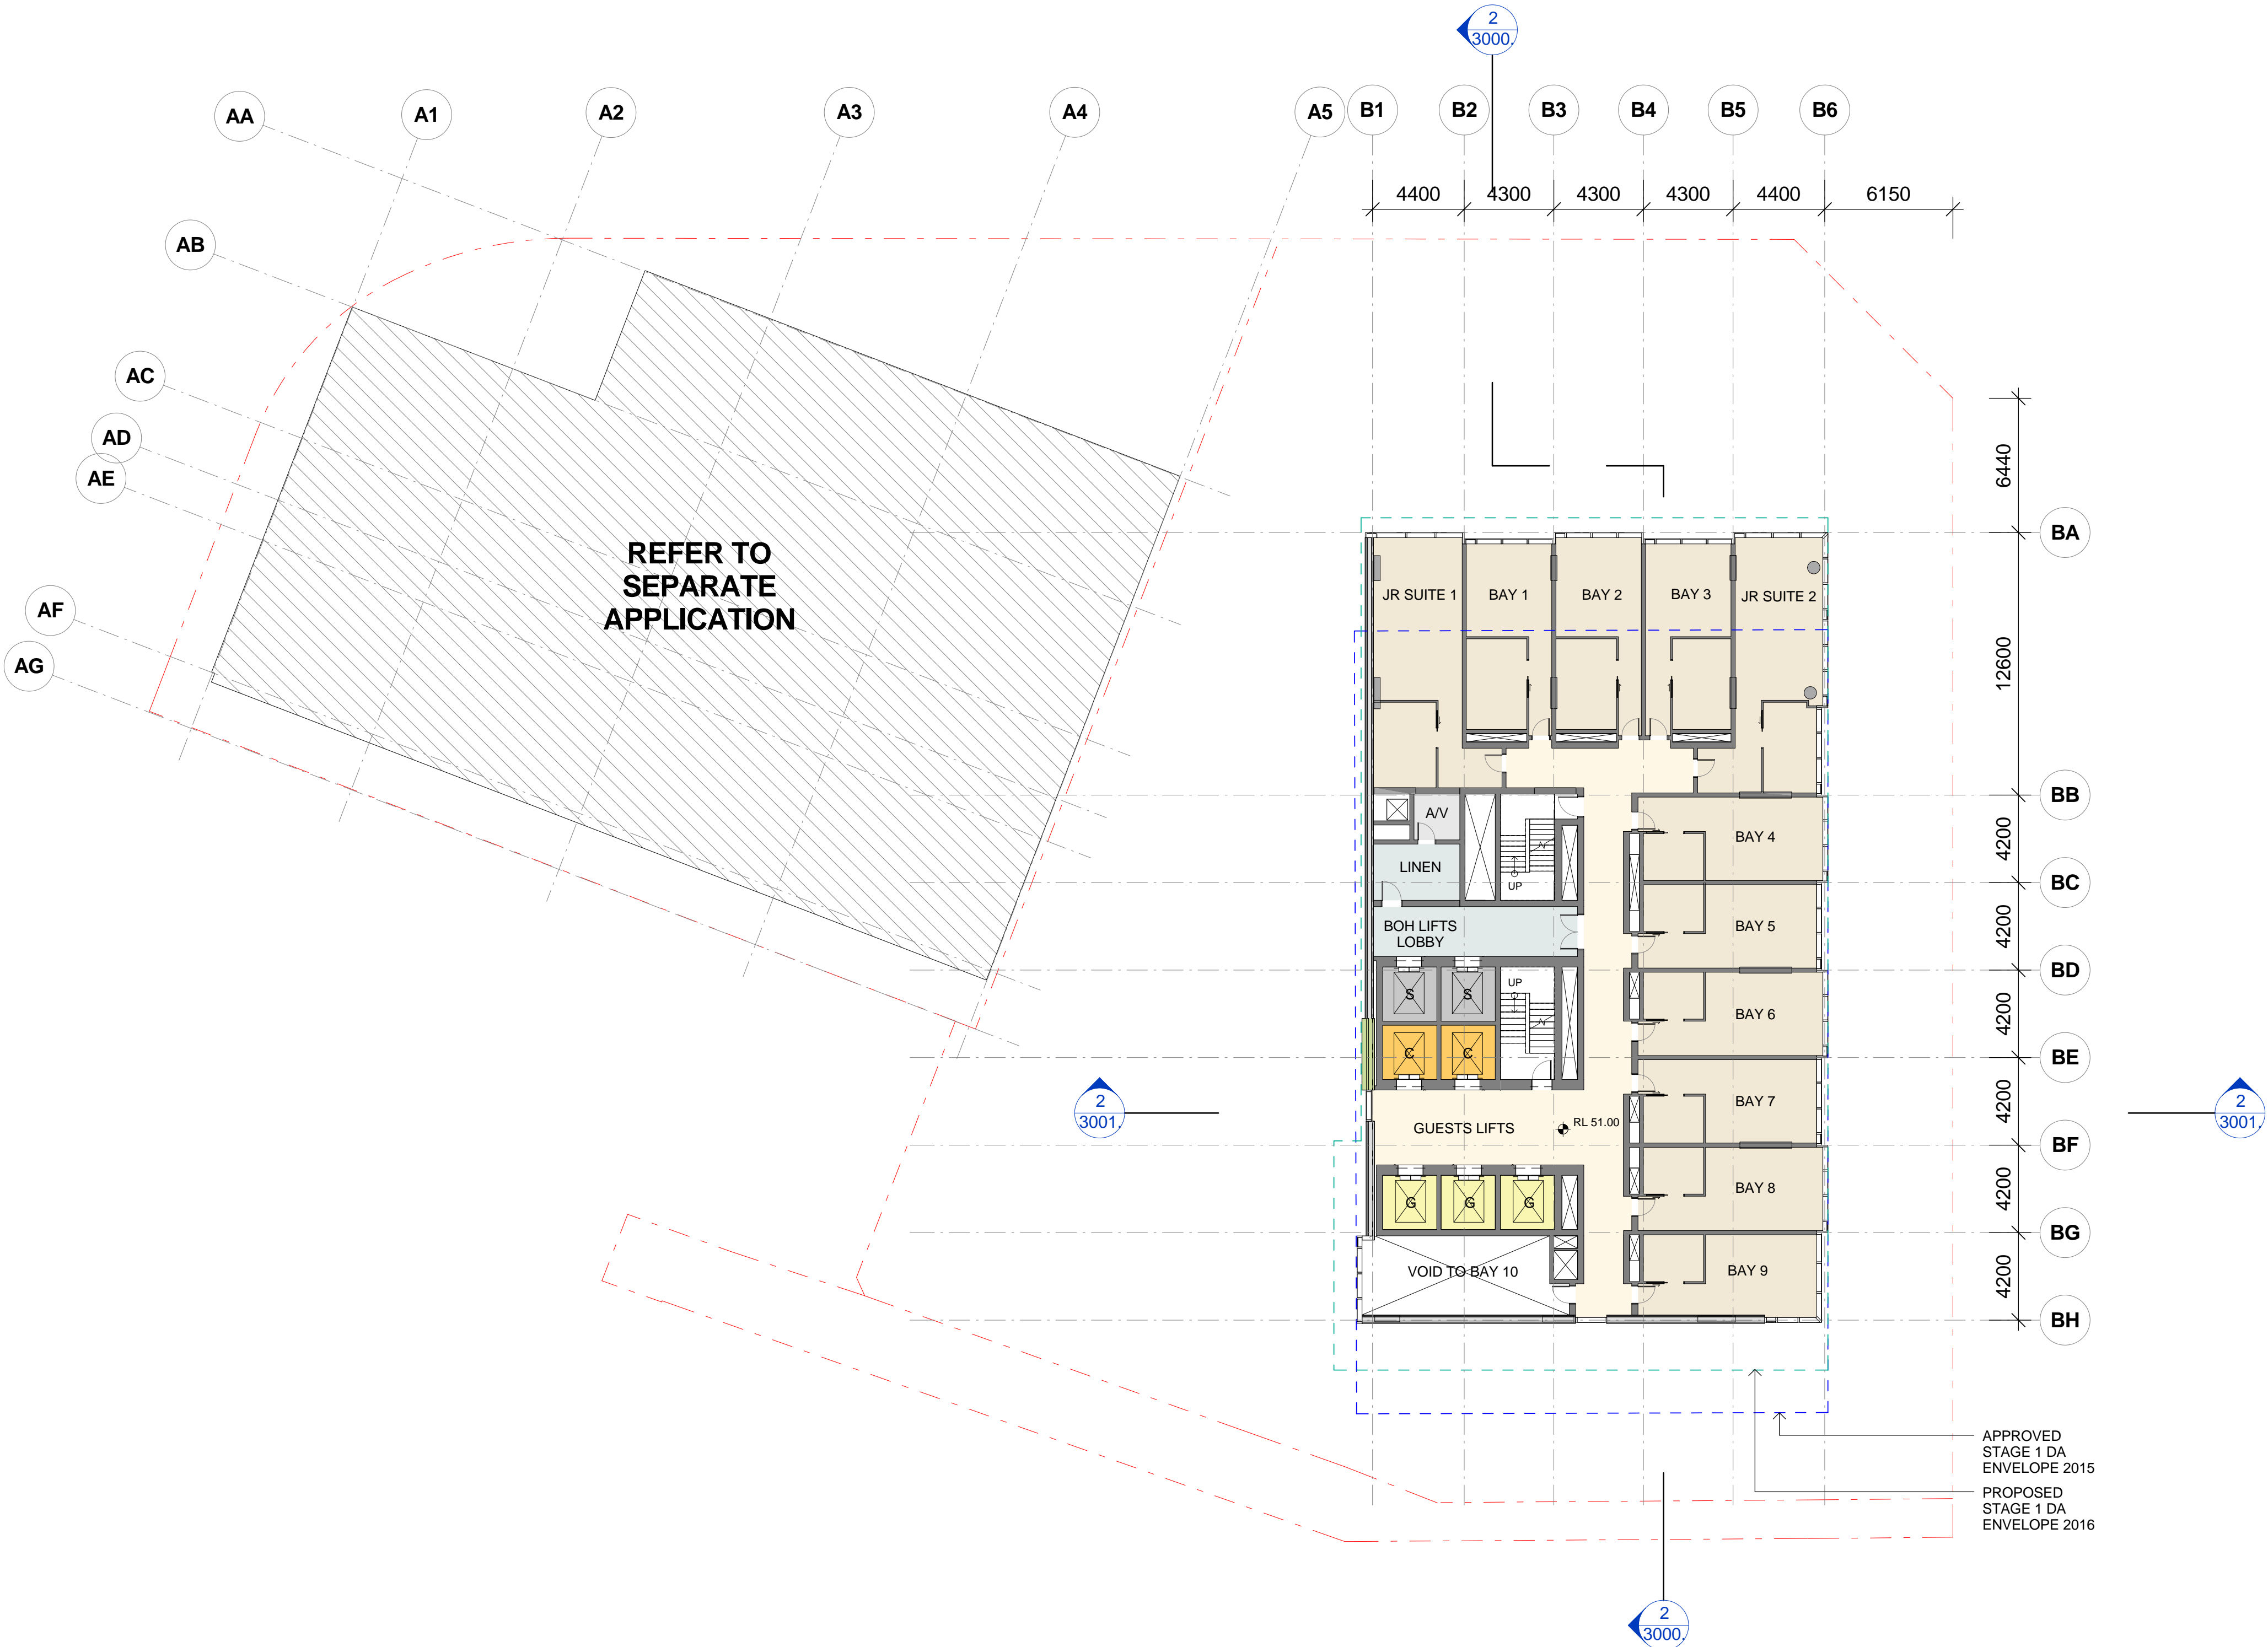 2
3000.
AA
A1
A2
A3
A4
A5
B1
B2
B3
B4
B5
B6
4400
4300
4300
4300
4400
6150
AB
AC
AD
AE
AF
AG
REFER TO
SEPARATE
APPLICATION
6440
BA
12600
BB
4200
BC
4200
BD
4200
BE
4200
BF
4200
BG
4200
BH
JR SUITE 1
BAY 1
BAY 2
BAY 3
JR SUITE 2
A/V
BAY 4
LINEN
UP
BOH LIFTS
LOBBY
BAY 5
S
S
UP
BAY 6
C
C
BAY 7
GUESTS LIFTS
RL 51.00
G
G
G
BAY 8
VOID TO BAY 10
BAY 9
2
3001.
2
3001.
APPROVED
STAGE 1 DA
ENVELOPE 2015
PROPOSED
STAGE 1 DA
ENVELOPE 2016
2
3000.